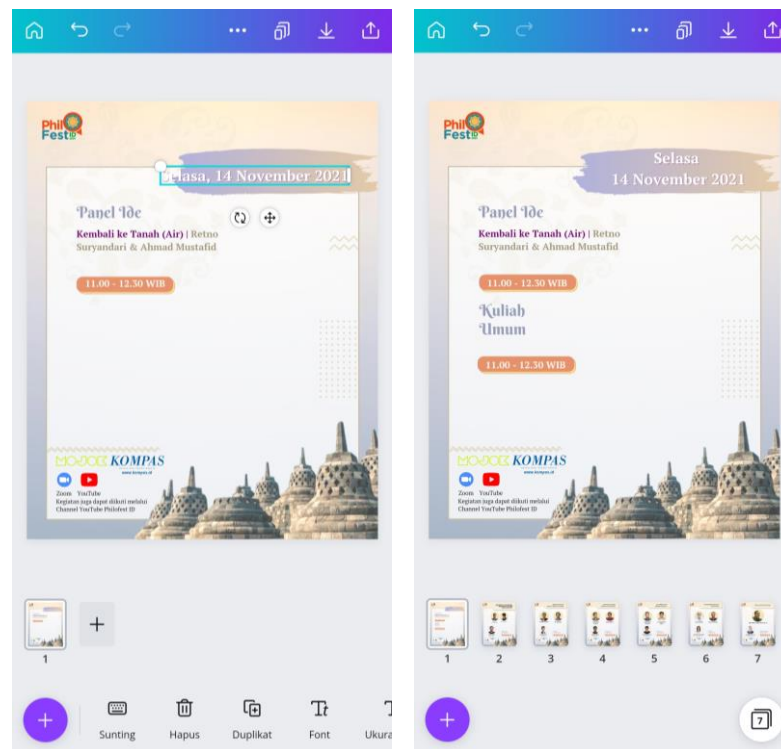 Phil
Fest ID
Selasa, 14 November 2021
Panel Ide
Kembali ke Tanah (Air) | Retno
Suryandari & Ahmad Mustafid
11.00 - 12.30 WIB
MOJOK KOMPAS
www.kompas.id
Zoom YouTube
Kegiatan juga dapat diikuti melalui
Channel YouTube Philofest ID
1
Sunting Hapus Duplikat Font
Phil
Fest ID
Selasa
14 November 2021
Panel Ide
Kembali ke Tanah (Air) | Retno
Suryandari & Ahmad Mustafid
11.00 - 12.30 WIB
Kuliah
Umum
11.00 - 12.30 WIB
MOJOK KOMPAS
www.kompas.id
Zoom YouTube
Kegiatan juga dapat diikuti melalui
Channel YouTube Philofest ID
1 2 3 4 5 6 7
7